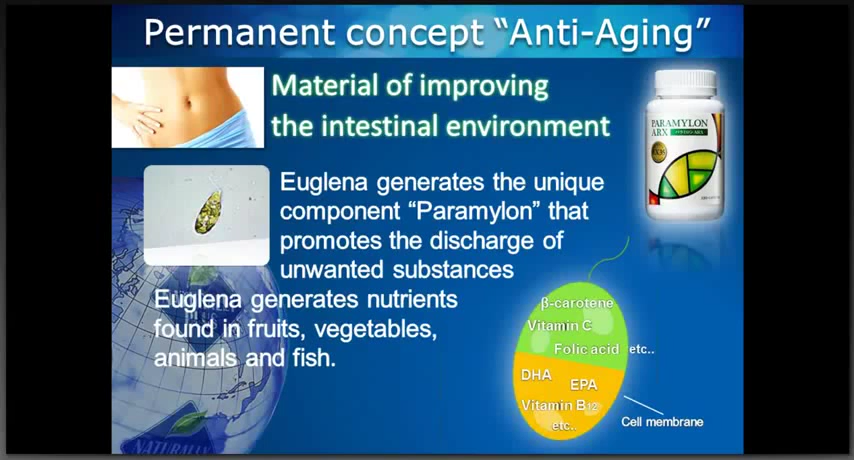 Permanent concept “Anti-Aging”
Material of improving
the intestinal environment
PARAMYLON
ARX
Euglena generates the unique
component “Paramylon” that
promotes the discharge of
unwanted substances
Euglena generates nutrients
found in fruits, vegetables,
animals and fish.
β-carotene
Vitamin C
Folic acid etc..
DHA
EPA
Vitamin B12
etc..
Cell membrane
NATURALLY